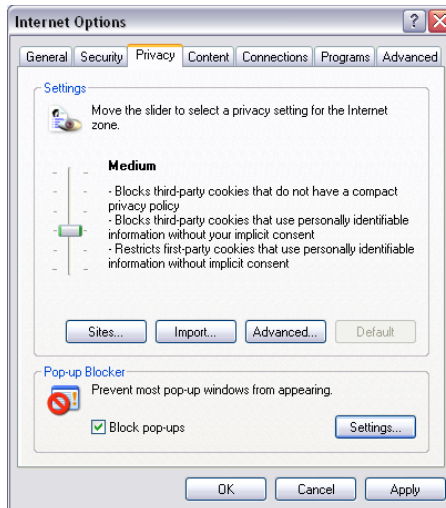 Internet Options
General Security Privacy Content Connections Programs Advanced
Settings
Move the slider to select a privacy setting for the Internet
zone.
Medium
- Blocks third-party cookies that do not have a compact
privacy policy
- Blocks third-party cookies that use personally identifiable
information without your implicit consent
- Restricts first-party cookies that use personally identifiable
information without implicit consent
Sites... Import... Advanced... Default
Pop-up Blocker
Prevent most pop-up windows from appearing.
Block pop-ups Settings...
OK Cancel Apply